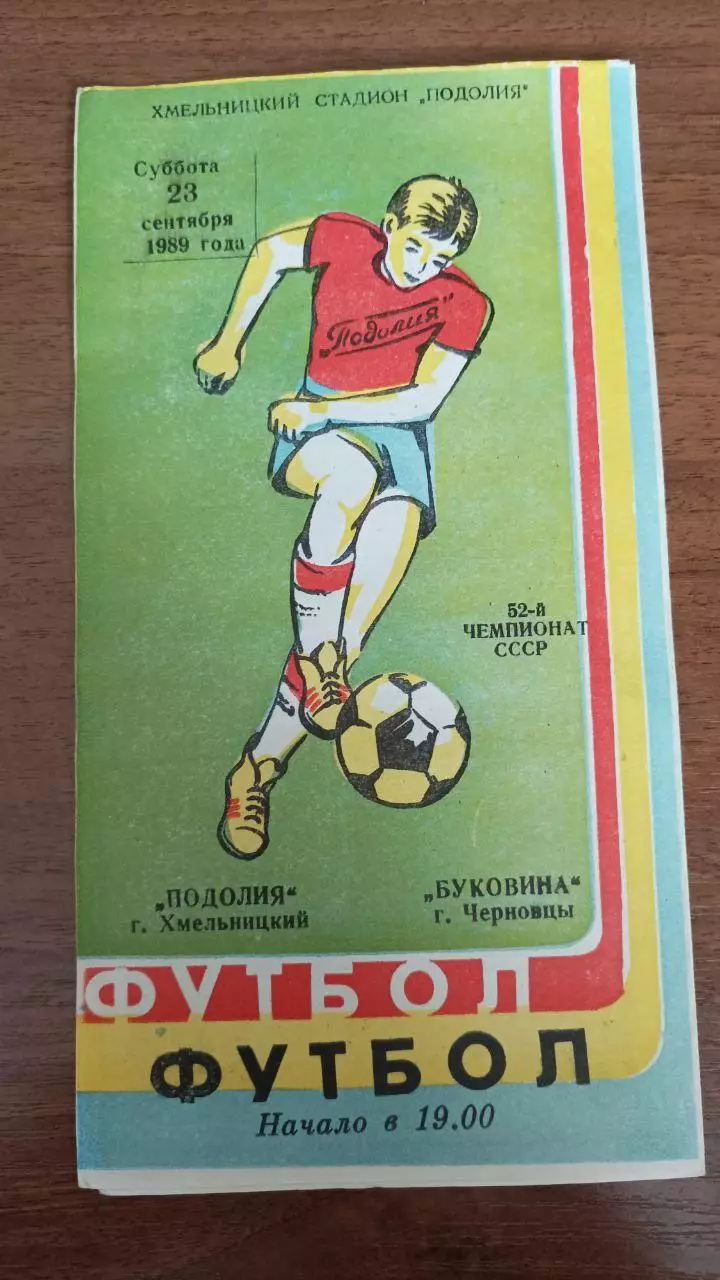 ХМЕЛЬНИЦКИЙ СТАДИОН „ПОДОЛИЯ“
Суббота
23
сентября
1989 года
„Подолия“
52-й
ЧЕМПИОНАТ
СССР
„ПОДОЛИЯ“
г. Хмельницкий
„БУКОВИНА“
г. Черновцы
ФУТБОЛ
ФУТБОЛ
Начало в 19.00